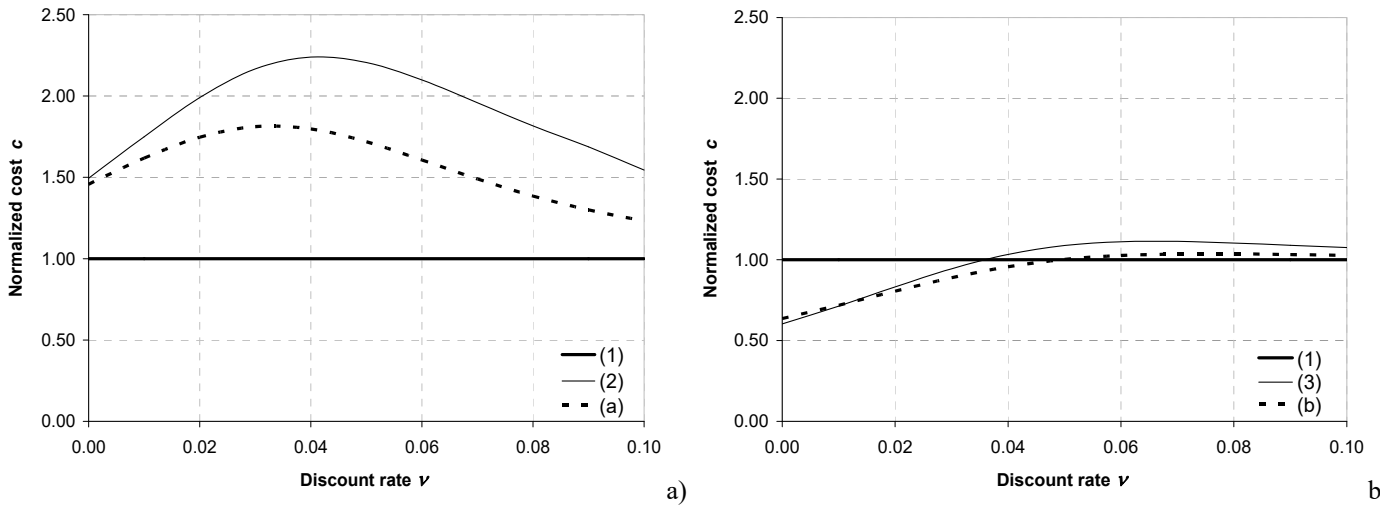 2.50
2.00
1.50
1.00
0.50
0.00
Normalized cost c
0.00 0.02 0.04 0.06 0.08 0.10
Discount rate ν
(1)
(2)
(a)
a)
2.50
2.00
1.50
1.00
0.50
0.00
Normalized cost c
0.00 0.02 0.04 0.06 0.08 0.10
Discount rate ν
(1)
(3)
(b)
b